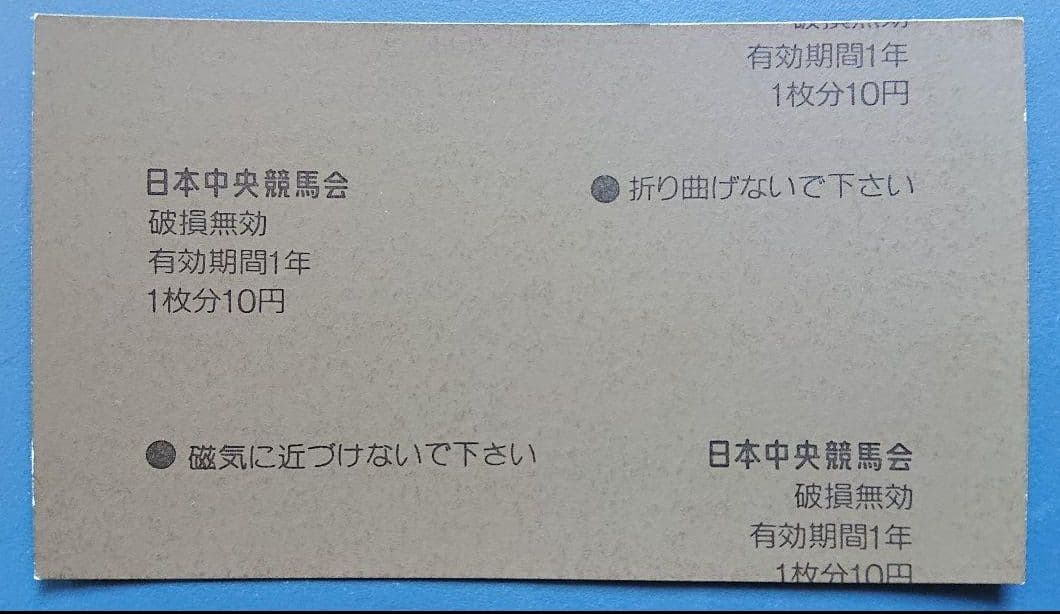 破損無効
有効期間1年
1枚分10円
日本中央競馬会
破損無効
有効期間1年
1枚分10円
●折り曲げないで下さい
●磁気に近づけないで下さい
日本中央競馬会
破損無効
有効期間1年
1枚分10円